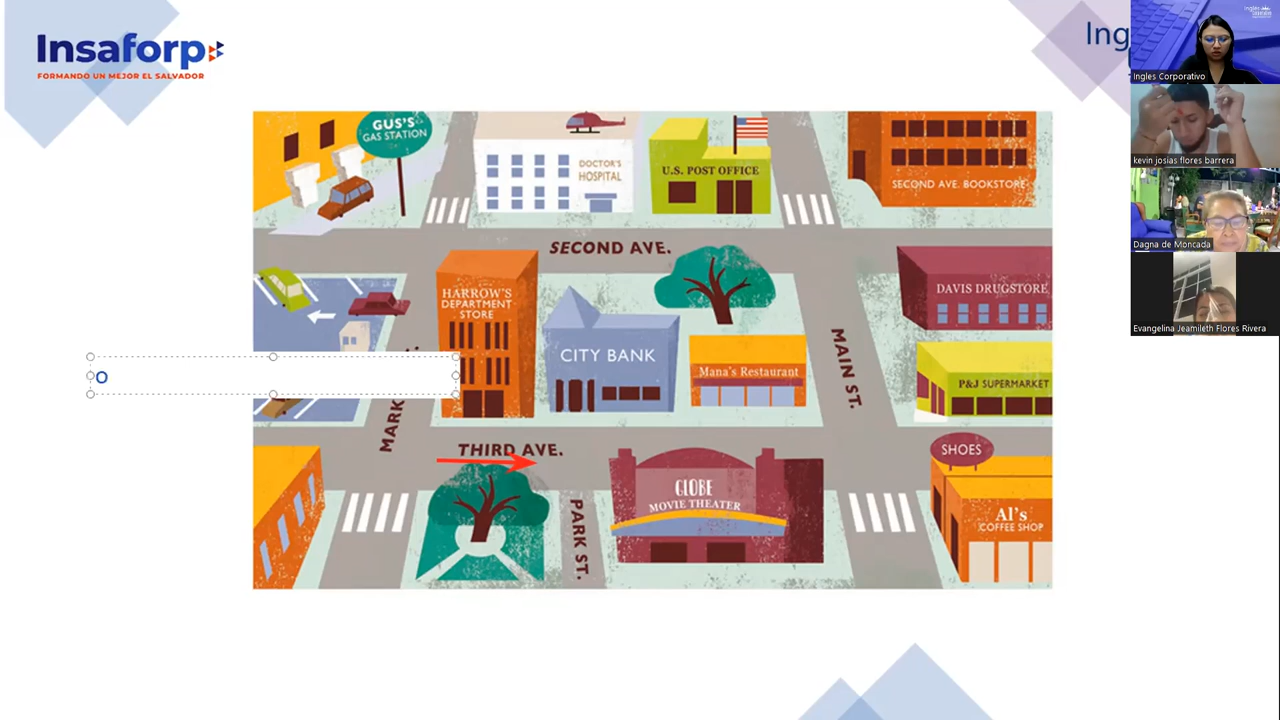 Insaforp
FORMANDO UN MEJOR EL SALVADOR
Ing
GUS'S
GAS STATION
DOCTOR'S
HOSPITAL
U.S. POST OFFICE
SECOND AVE. BOOKSTORE
SECOND AVE.
HARROW'S
DEPARTMENT
STORE
CITY BANK
Mana's Restaurant
MAIN ST.
DAVIS DRUGSTORE
P&J SUPERMARKET
O
MARK
THIRD AVE.
PARK ST.
GLOBE
MOVIE THEATER
SHOES
Al's
COFFEE SHOP
Ingles Corporativo
kevin josias flores barrera
Dagna de Moncada
Evangelina Jeamileth Flores Rivera